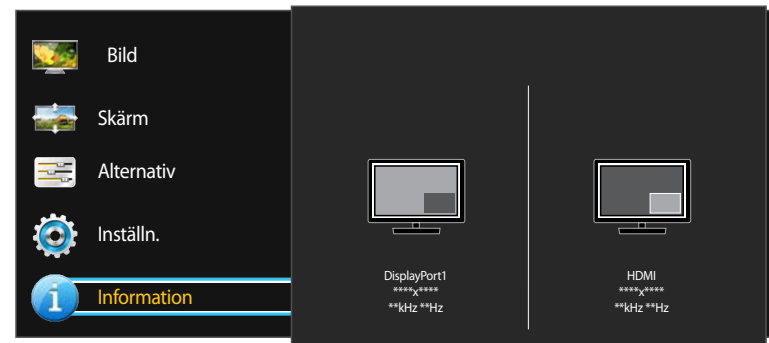 Bild
Skärm
Alternativ
Inställn.
Information
DisplayPort1
****x****
**kHz **Hz
HDMI
****x****
**kHz **Hz